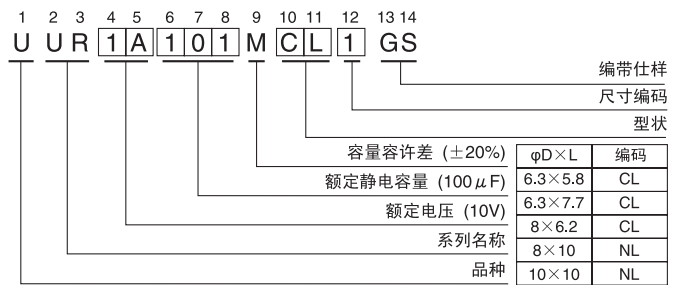 1 2 3 4 5 6 7 8 9 10 11 12 13 14
U U R 1 A 1 0 1 M C L 1 G S
编带仕样
尺寸编码
型状
容量容许差 (±20%)
额定静电容量 (100μF)
额定电压 (10V)
系列名称
品种
φD×L 编码
6.3×5.8 CL
6.3×7.7 CL
8×6.2 CL
8×10 NL
10×10 NL